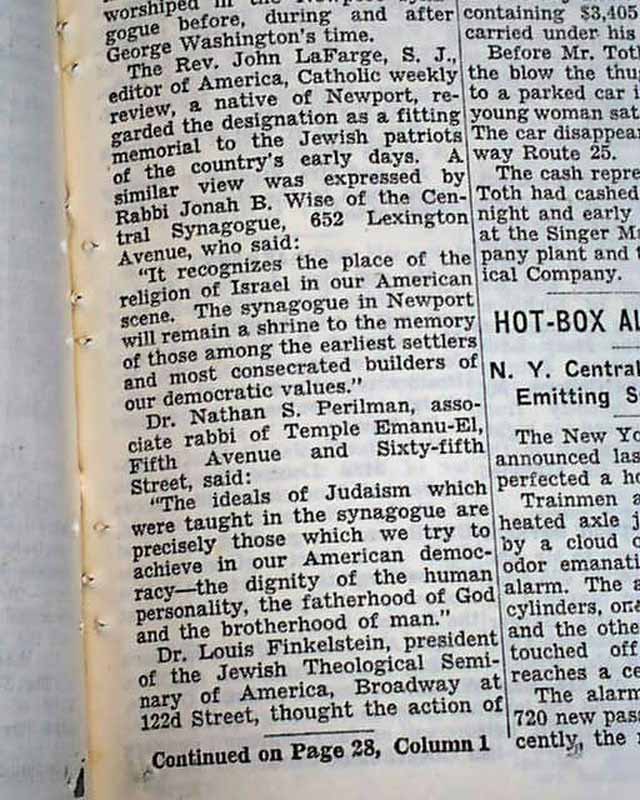 worshiped in the
gogue before, during and after
George Washington's time.
The Rev. John LaFarge, S. J.,
editor of America, Catholic weekly
review, a native of Newport, re-
garded the designation as a fitting
memorial to the Jewish patriots
of the country's early days. A
similar view was expressed by
Rabbi Jonah B. Wise of the Cen-
tral Synagogue, 652 Lexington
Avenue, who said:
"It recognizes the place of the
religion of Israel in our American
scene. The synagogue in Newport
will remain a shrine to the memory
of those among the earliest settlers
and most consecrated builders of
our democratic values."
Dr. Nathan S. Perilman, asso-
ciate rabbi of Temple Emanu-El,
Fifth Avenue and Sixty-fifth
Street, said:
"The ideals of Judaism which
were taught in the synagogue are
precisely those which we try to
achieve in our American democ-
racy—the dignity of the human
personality, the fatherhood of God
and the brotherhood of man."
Dr. Louis Finkelstein, president
of the Jewish Theological Semi-
nary of America, Broadway at
122d Street, thought the action of
Continued on Page 28, Column 1
containing $3,405
carried under his
Before Mr. Toth
the blow the thu
to a parked car i
young woman sat
The car disappea
way Route 25.
The cash repre
Toth had cashed
night and early
at the Singer M
pany plant and
ical Company.
HOT-BOX AL
N. Y. Central
Emitting S
The New Yo
announced las
perfected a ho
Trainmen a
heated axle j
by a cloud o
odor emanati
alarm. The a
cylinders, one
and the othe
touched off
reaches a ce
The alarm
720 new pass
cently, the